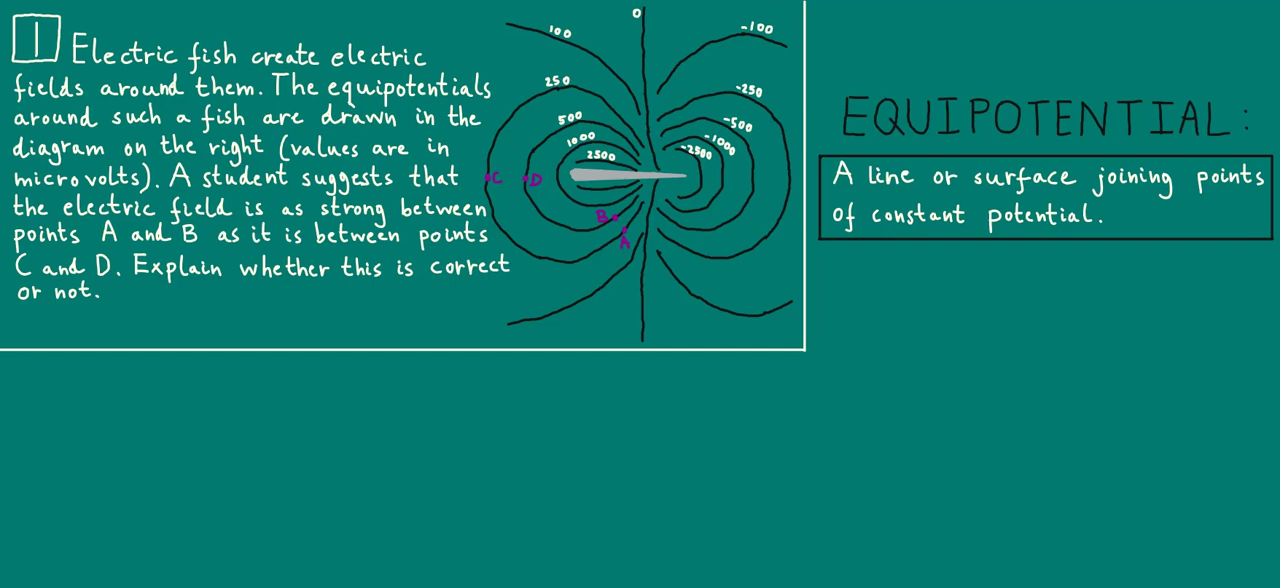 1 Electric fish create electric
fields around them. The equipotentials
around such a fish are drawn in the
diagram on the right (values are in
microvolts). A student suggests that
the electric field is as strong between
points A and B as it is between points
C and D. Explain whether this is correct
or not.
0
100
-100
250
-250
500
-500
1000
-1000
2500
-2500
C
D
B
A
EQUIPOTENTIAL:
A line or surface joining points
of constant potential.